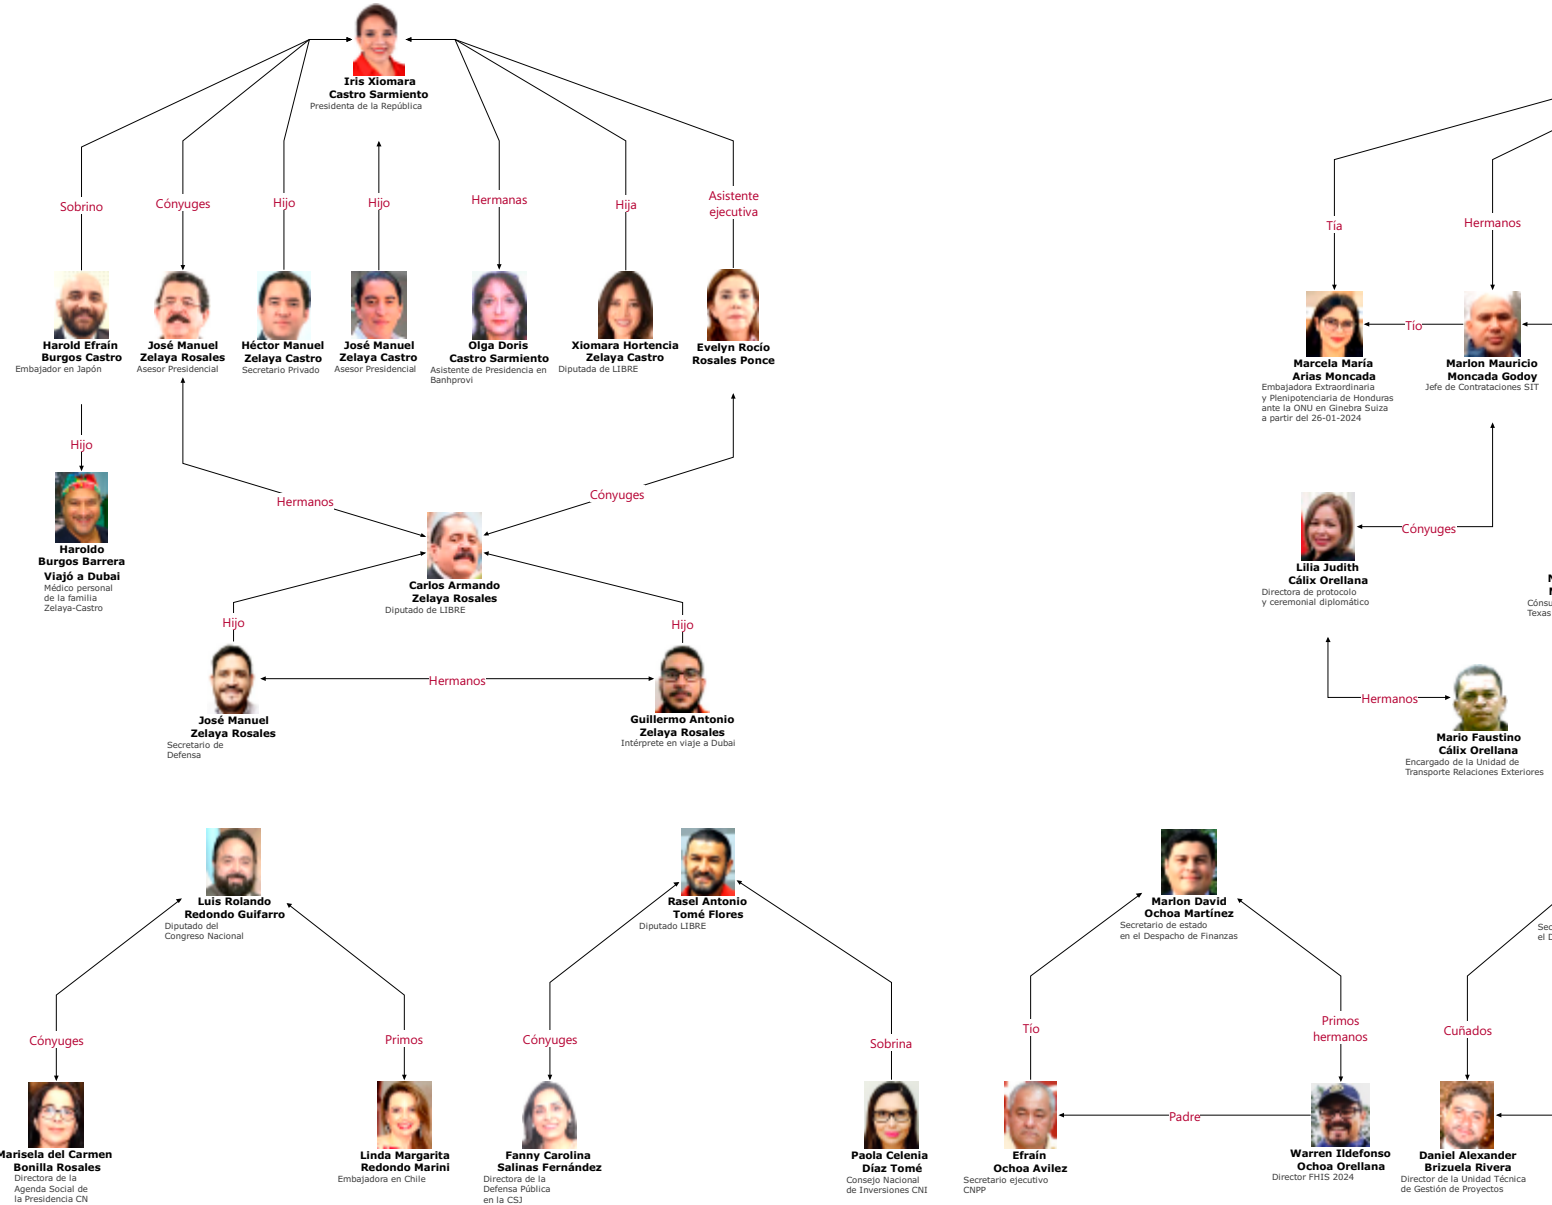 Iris Xiomara
Castro Sarmiento
Presidenta de la República
Sobrino
Cónyuges
Hijo
Hijo
Hermanas
Hija
Asistente
ejecutiva
Harold Efraín
Burgos Castro
Embajador en Japón
José Manuel
Zelaya Rosales
Asesor Presidencial
Héctor Manuel
Zelaya Castro
Secretario Privado
José Manuel
Zelaya Castro
Asesor Presidencial
Olga Doris
Castro Sarmiento
Asistente de Presidencia en
Banhprovi
Xiomara Hortencia
Zelaya Castro
Diputada de LIBRE
Evelyn Rocío
Rosales Ponce
Hijo
Hermanos
Cónyuges
Haroldo
Burgos Barrera
Viajó a Dubai
Médico personal
de la familia
Zelaya-Castro
Carlos Armando
Zelaya Rosales
Diputado de LIBRE
Hijo
Hijo
Hermanos
José Manuel
Zelaya Rosales
Secretario de
Defensa
Guillermo Antonio
Zelaya Rosales
Intérprete en viaje a Dubai
Tía
Hermanos
Tío
Marcela María
Arias Moncada
Embajadora Extraordinaria
y Plenipotenciaria de Honduras
ante la ONU en Ginebra Suiza
a partir del 26-01-2024
Marlon Mauricio
Moncada Godoy
Jefe de Contrataciones SIT
Cónyuges
Lilia Judith
Cálix Orellana
Directora de protocolo
y ceremonial diplomático
Texas
Hermanos
Mario Faustino
Cálix Orellana
Encargado de la Unidad de
Transporte Relaciones Exteriores
Luis Rolando
Redondo Guifarro
Diputado del
Congreso Nacional
Cónyuges
Primos
Marisela del Carmen
Bonilla Rosales
Directora de la
Agenda Social de
la Presidencia CN
Linda Margarita
Redondo Marini
Embajadora en Chile
Rasel Antonio
Tomé Flores
Diputado LIBRE
Cónyuges
Sobrina
Fanny Carolina
Salinas Fernández
Directora de la
Defensa Pública
en la CSJ
Paola Celenia
Díaz Tomé
Consejo Nacional
de Inversiones CNI
Marlon David
Ochoa Martínez
Secretario de estado
en el Despacho de Finanzas
Tío
Primos
hermanos
Padre
Efraín
Ochoa Avilez
Secretario ejecutivo
CNPP
Warren Ildefonso
Ochoa Orellana
Director FHIS 2024
Cuñados
Daniel Alexander
Brizuela Rivera
Director de la Unidad Técnica
de Gestión de Proyectos